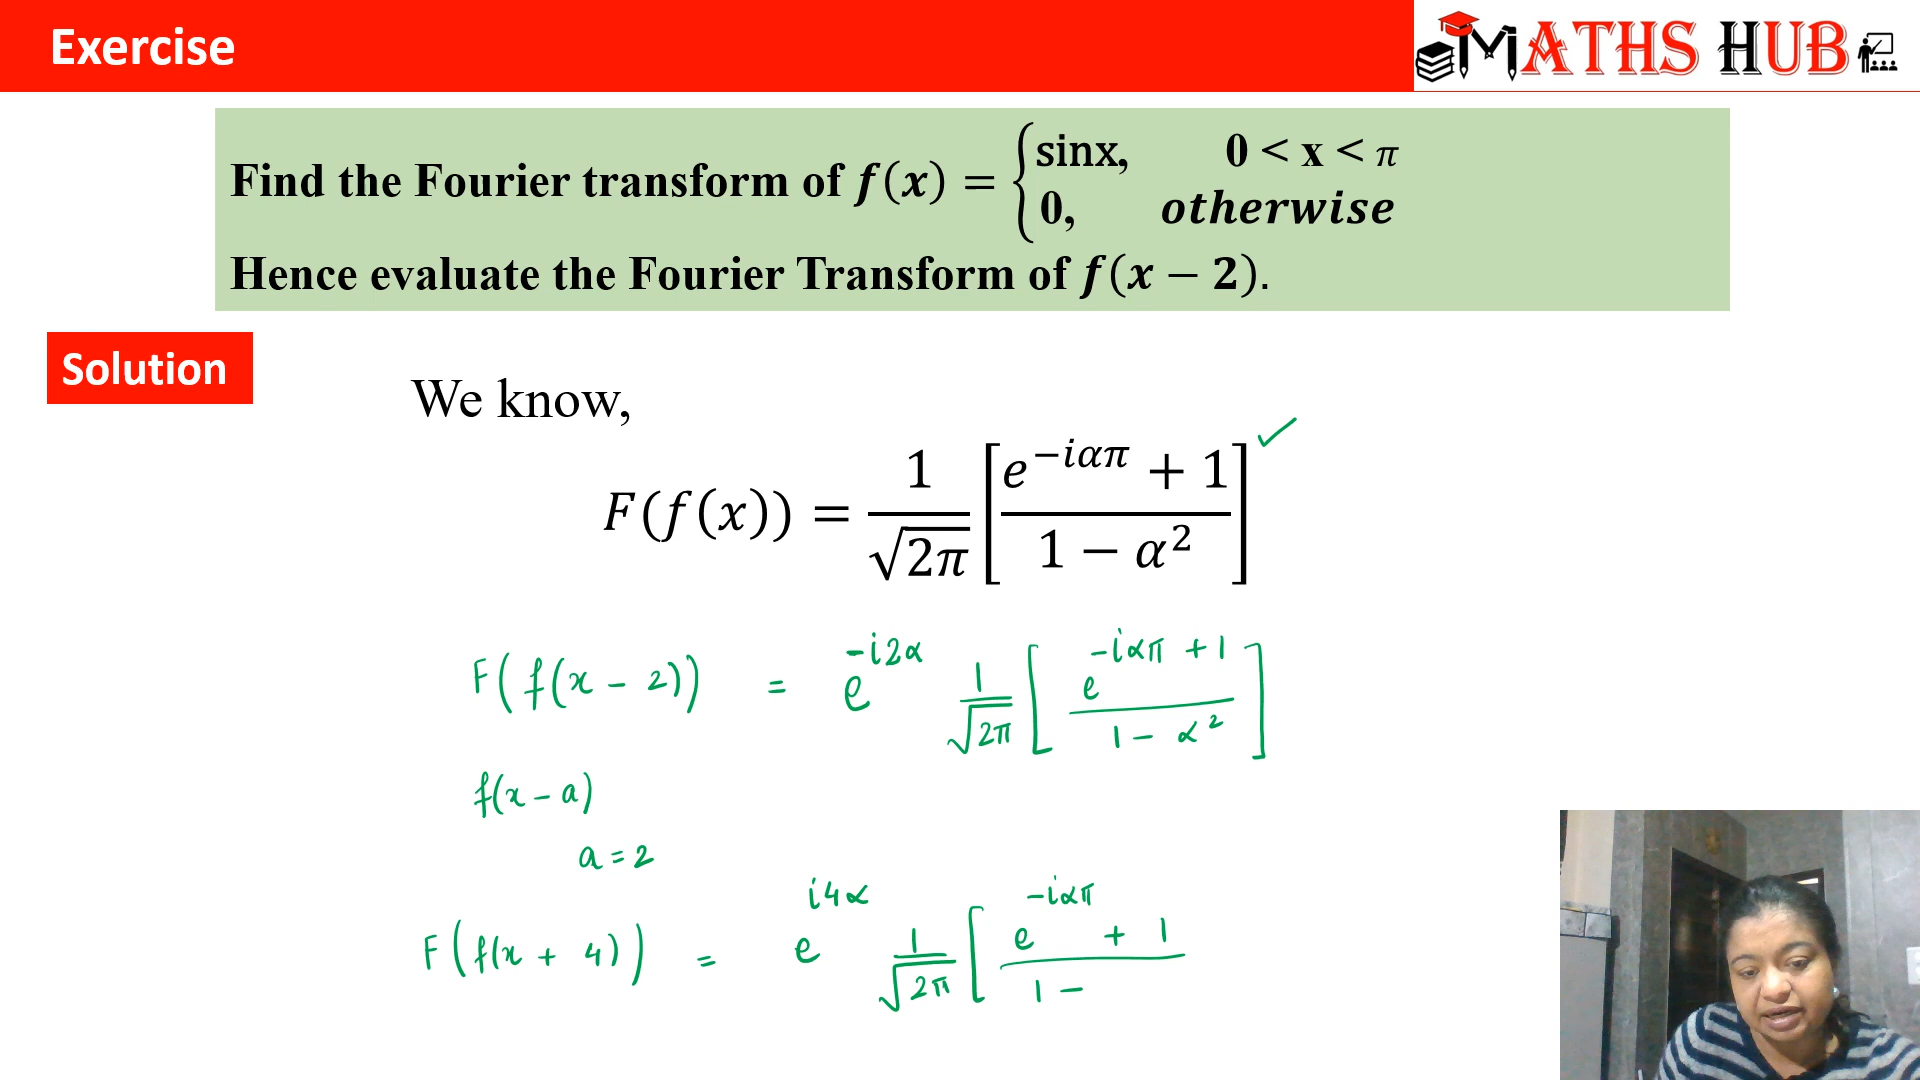 Exercise
MATHS HUB
Find the Fourier transform of f(x) = { sinx, 0 < x < π
0, otherwise
Hence evaluate the Fourier Transform of f(x − 2).
Solution
We know,
F(f(x)) = 1/√2π [ e^{−iαπ} + 1 / 1 − α² ] ✓
F( f(x − 2)) = e^{−i2α} 1/√2π [ e^{−iαπ + 1} / 1 − α² ]
f(x − a)
a = 2
F( f(x + 4)) = e^{i4α} 1/√2π [ e^{−iαπ} + 1 / 1 −